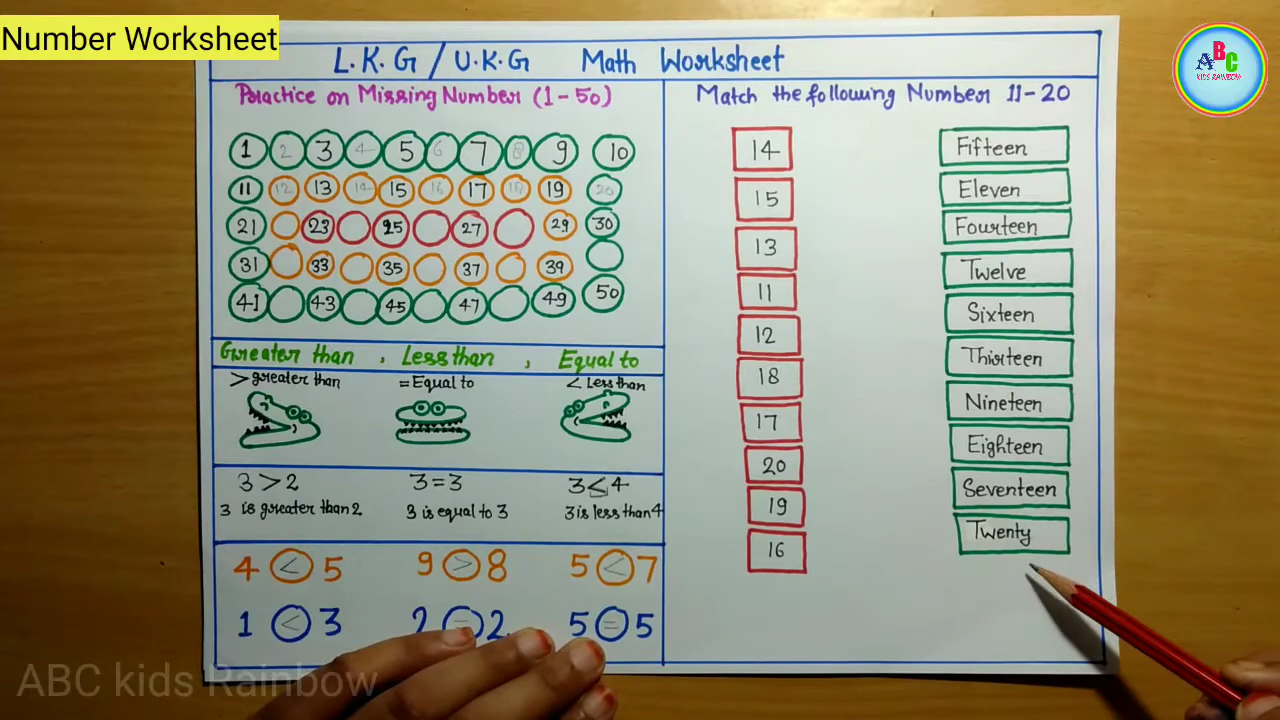 Number Worksheet
ABC
KIDS RAINBOW
L.K.G / U.K.G Math Worksheet
Practice on Missing Number (1-50)
1 2 3 4 5 6 7 8 9 10
11 12 13 14 15 16 17 18 19 20
21 23 25 27 29 30
31 33 35 37 39
41 43 45 47 49 50
Greater than , Less than , Equal to
> greater than = Equal to < Less than
3 > 2 3 = 3 3 < 4
3 is greater than 2 3 is equal to 3 3 is less than 4
4 < 5 9 > 8 5 < 7
1 < 3 2 = 2 5 = 5
Match the following Number 11-20
14 Fifteen
15 Eleven
13 Fourteen
11 Twelve
12 Sixteen
18 Thirteen
17 Nineteen
20 Eighteen
19 Seventeen
16 Twenty
ABC kids Rainbow